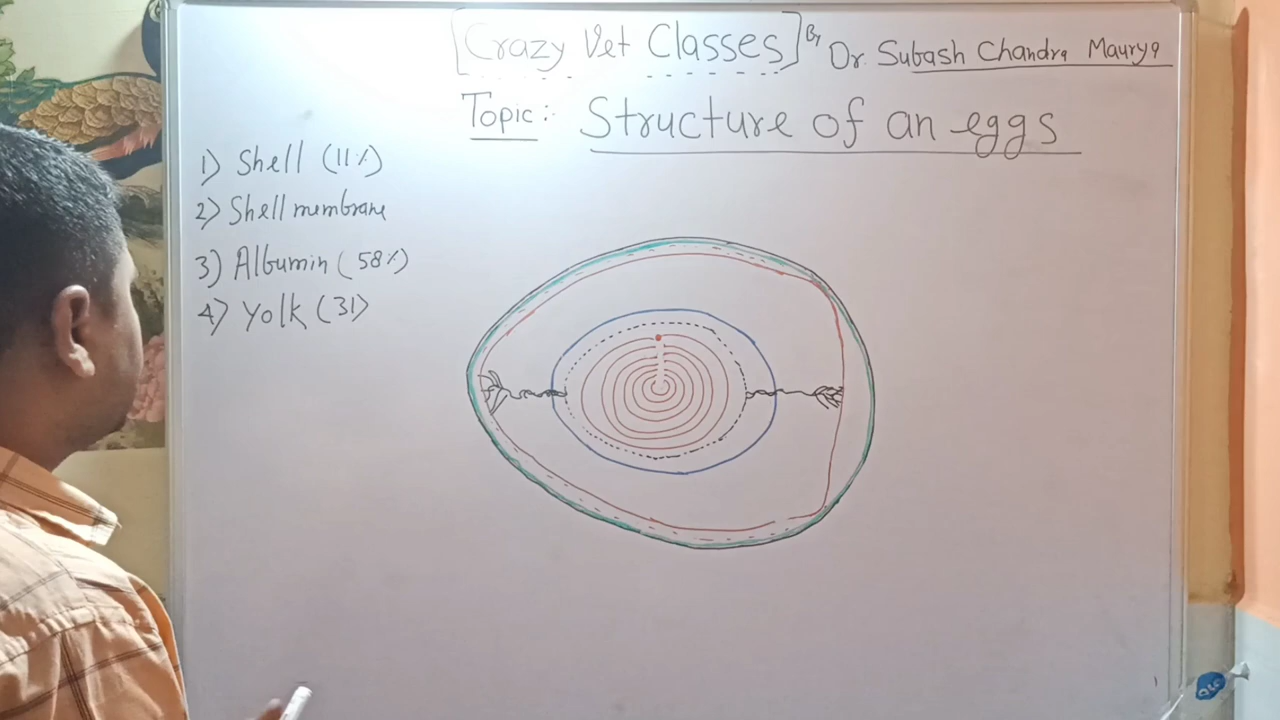 [Crazy Vet Classes] By Dr. Subash Chandra Maurya
Topic: Structure of an eggs
1) Shell (11%)
2) Shell membrane
3) Albumin (58%)
4) Yolk (31)